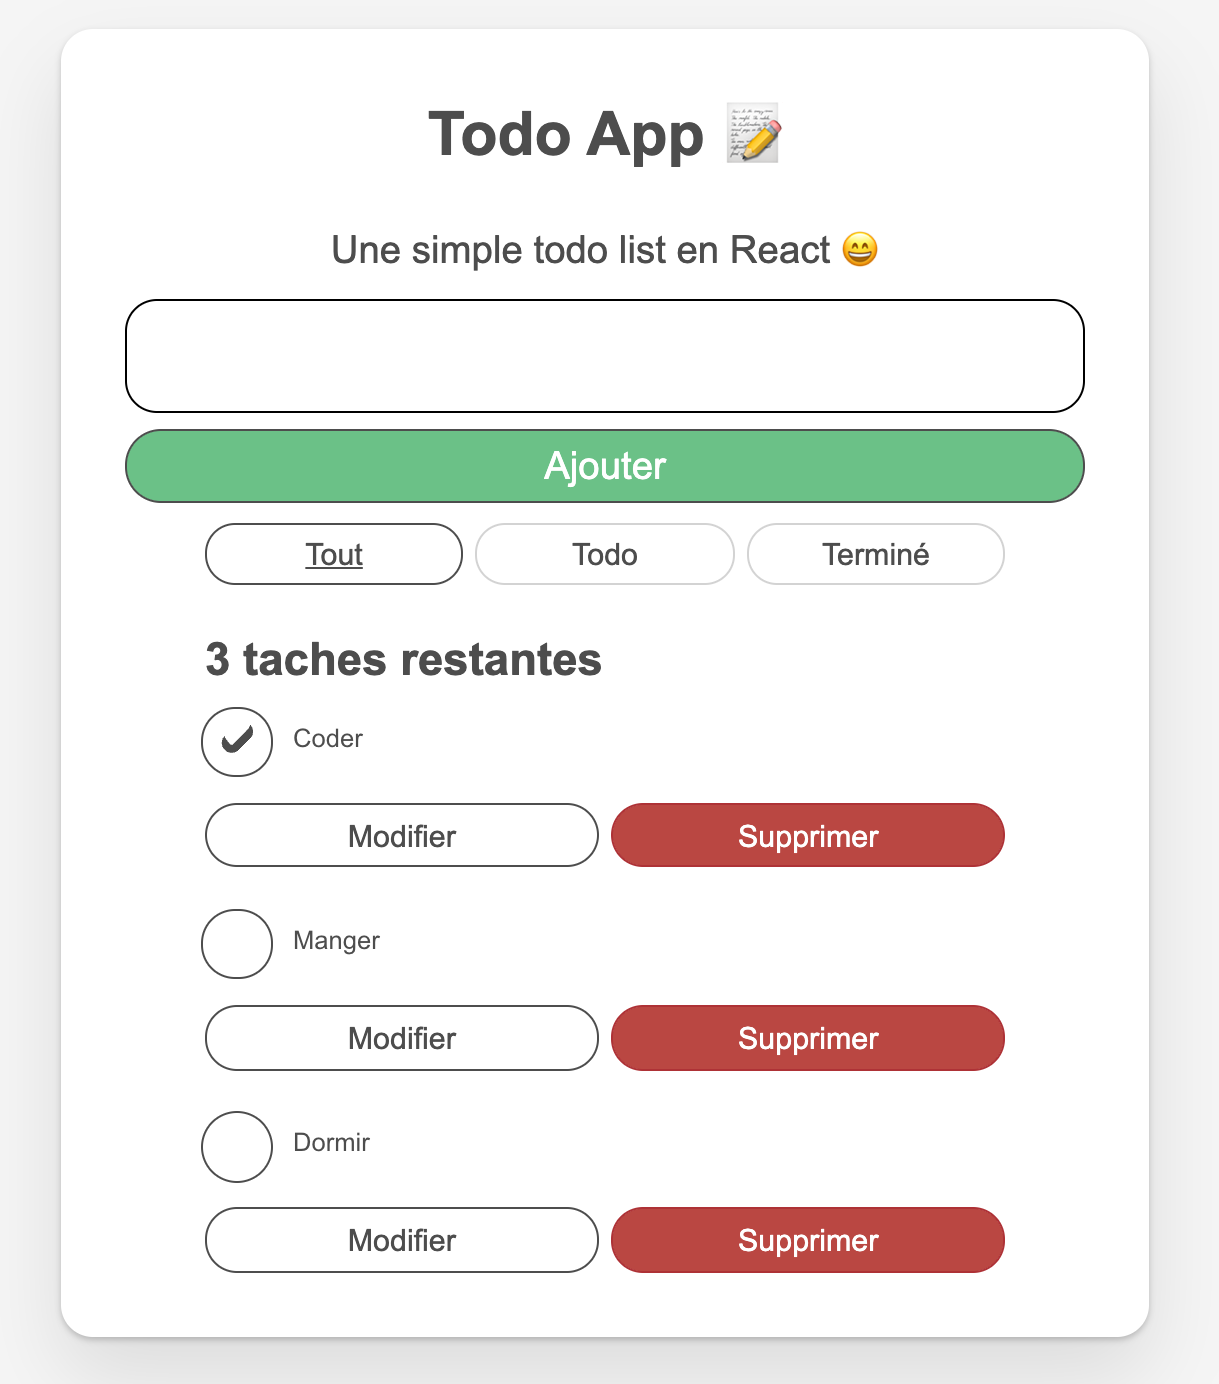 Todo App 📝
Une simple todo list en React 😄
Ajouter
Tout Todo Terminé
3 taches restantes
Coder
Modifier Supprimer
Manger
Modifier Supprimer
Dormir
Modifier Supprimer